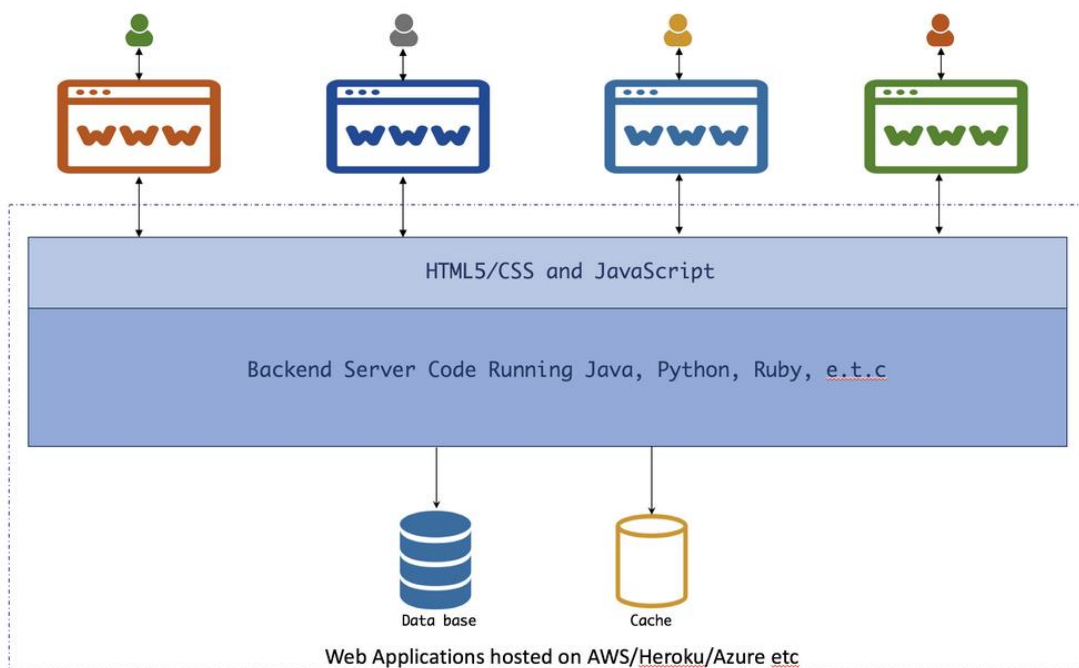 WWW WWW WWW WWW
HTML5/CSS and JavaScript
Backend Server Code Running Java, Python, Ruby, e.t.c
Data base Cache
Web Applications hosted on AWS/Heroku/Azure etc